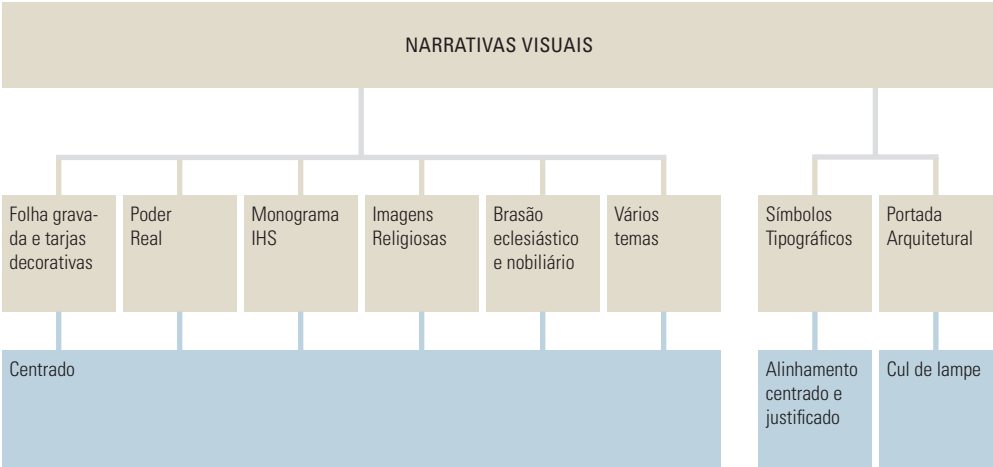 NARRATIVAS VISUAIS
Folha grava-
da e tarjas
decorativas
Poder
Real
Monograma
IHS
Imagens
Religiosas
Brasão
eclesiástico
e nobiliário
Vários
temas
Símbolos
Tipográficos
Portada
Arquitetural
Centrado
Alinhamento
centrado e
justificado
Cul de lampe